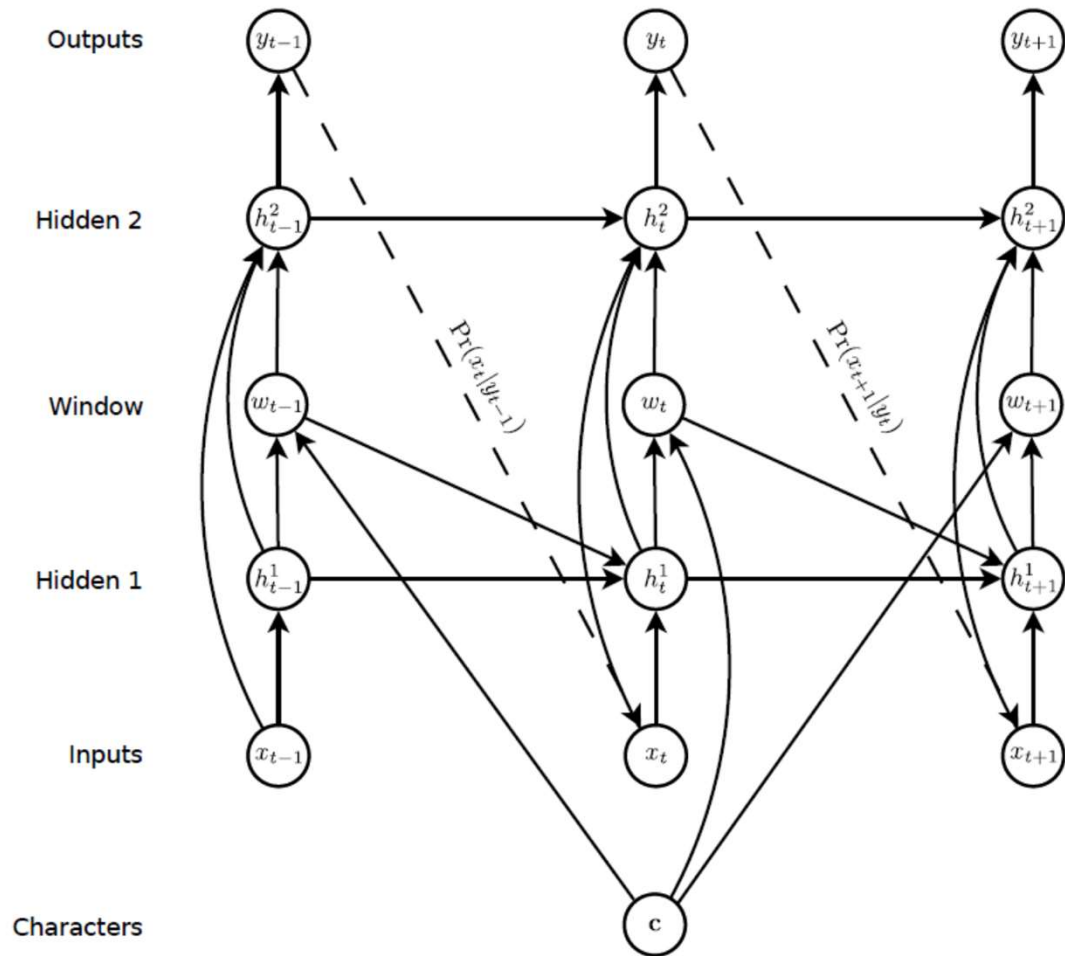 Outputs y_{t−1} y_t y_{t+1}
Hidden 2 h^2_{t−1} h^2_t h^2_{t+1}
Pr(x_t|y_{t−1}) Pr(x_{t+1}|y_t)
Window w_{t−1} w_t w_{t+1}
Hidden 1 h^1_{t−1} h^1_t h^1_{t+1}
Inputs x_{t−1} x_t x_{t+1}
Characters c